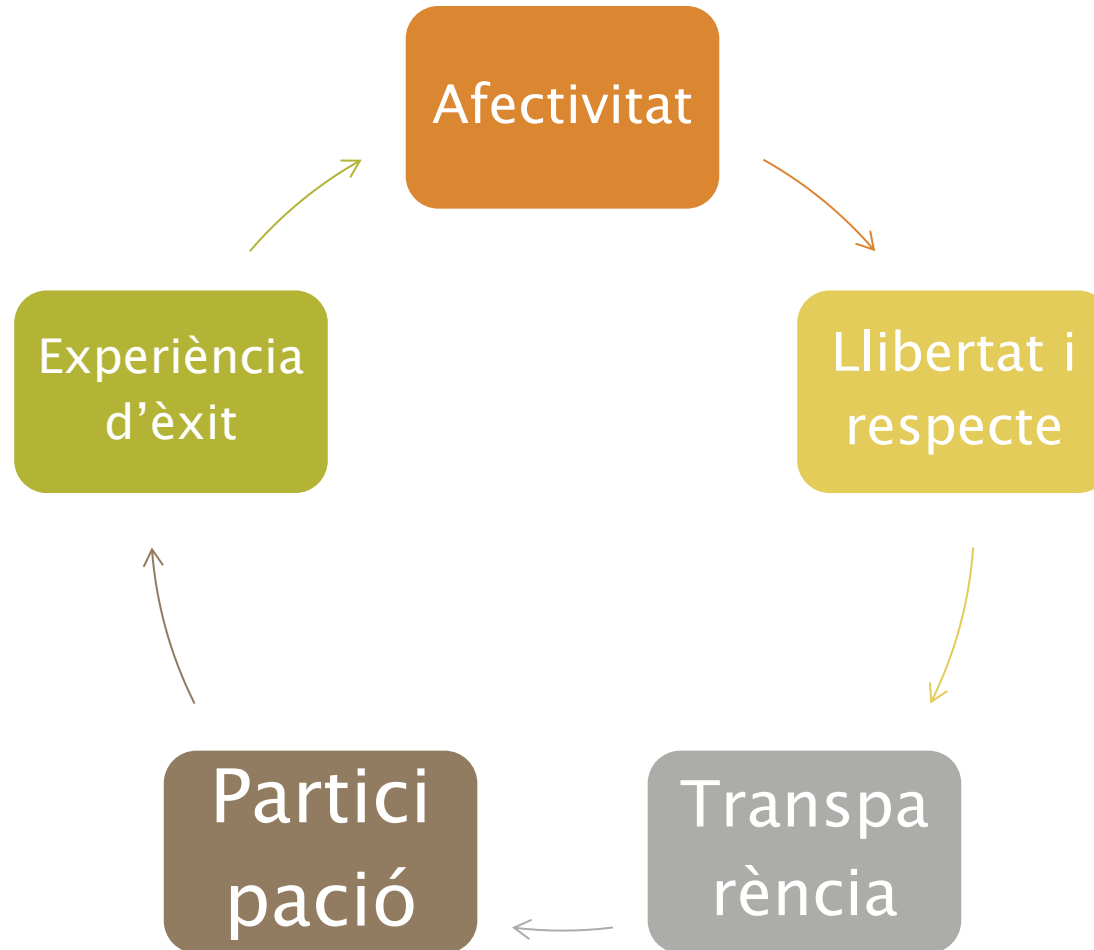 Afectivitat
Llibertat i
respecte
Transpa
rència
Partici
pació
Experiència
d’èxit